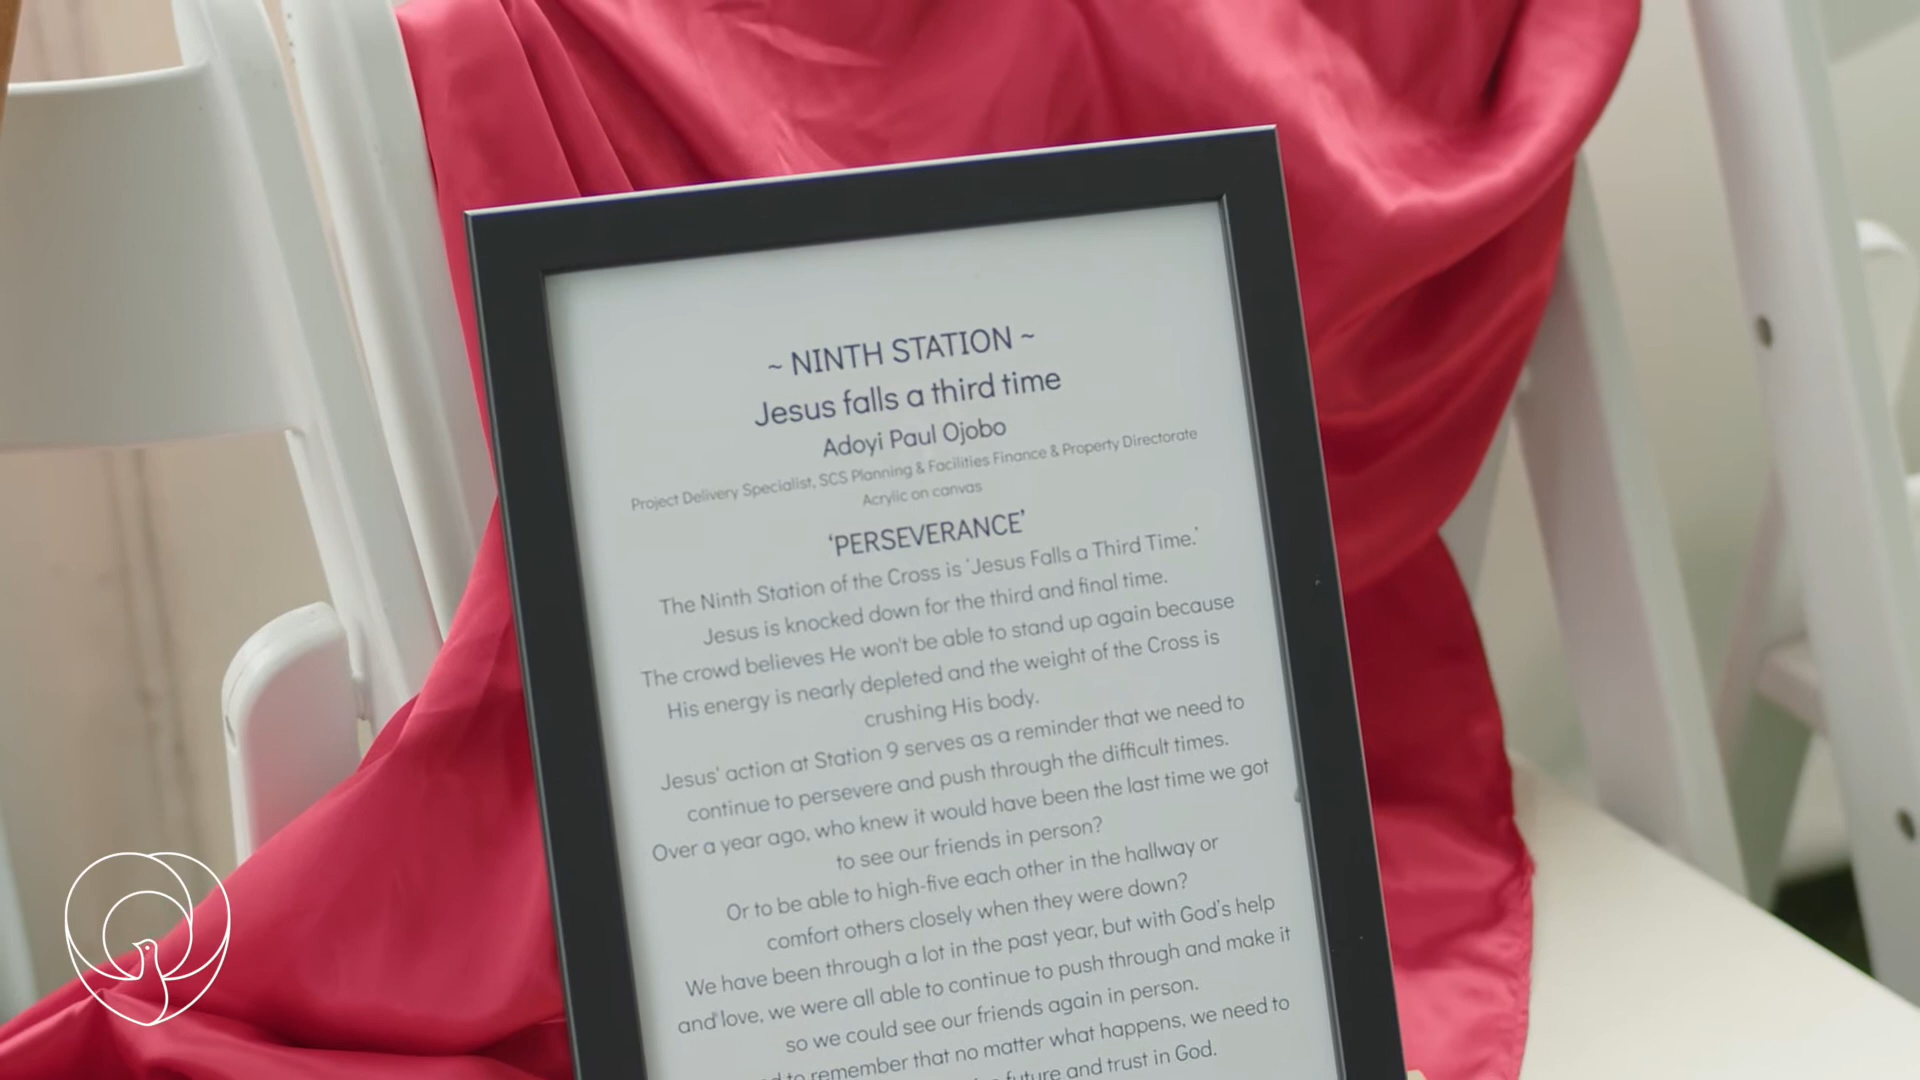 ~ NINTH STATION ~
Jesus falls a third time
Adoyi Paul Ojobo
Project Delivery Specialist, SCS Planning & Facilities Finance & Property Directorate
Acrylic on canvas
‘PERSEVERANCE’
The Ninth Station of the Cross is ‘Jesus Falls a Third Time.’
Jesus is knocked down for the third and final time.
The crowd believes He won't be able to stand up again because
His energy is nearly depleted and the weight of the Cross is
crushing His body.
Jesus' action at Station 9 serves as a reminder that we need to
continue to persevere and push through the difficult times.
Over a year ago, who knew it would have been the last time we got
to see our friends in person?
Or to be able to high-five each other in the hallway or
comfort others closely when they were down?
We have been through a lot in the past year, but with God's help
and love, we were all able to continue to push through and make it
so we could see our friends again in person.
to remember that no matter what happens, we need to
future and trust in God.